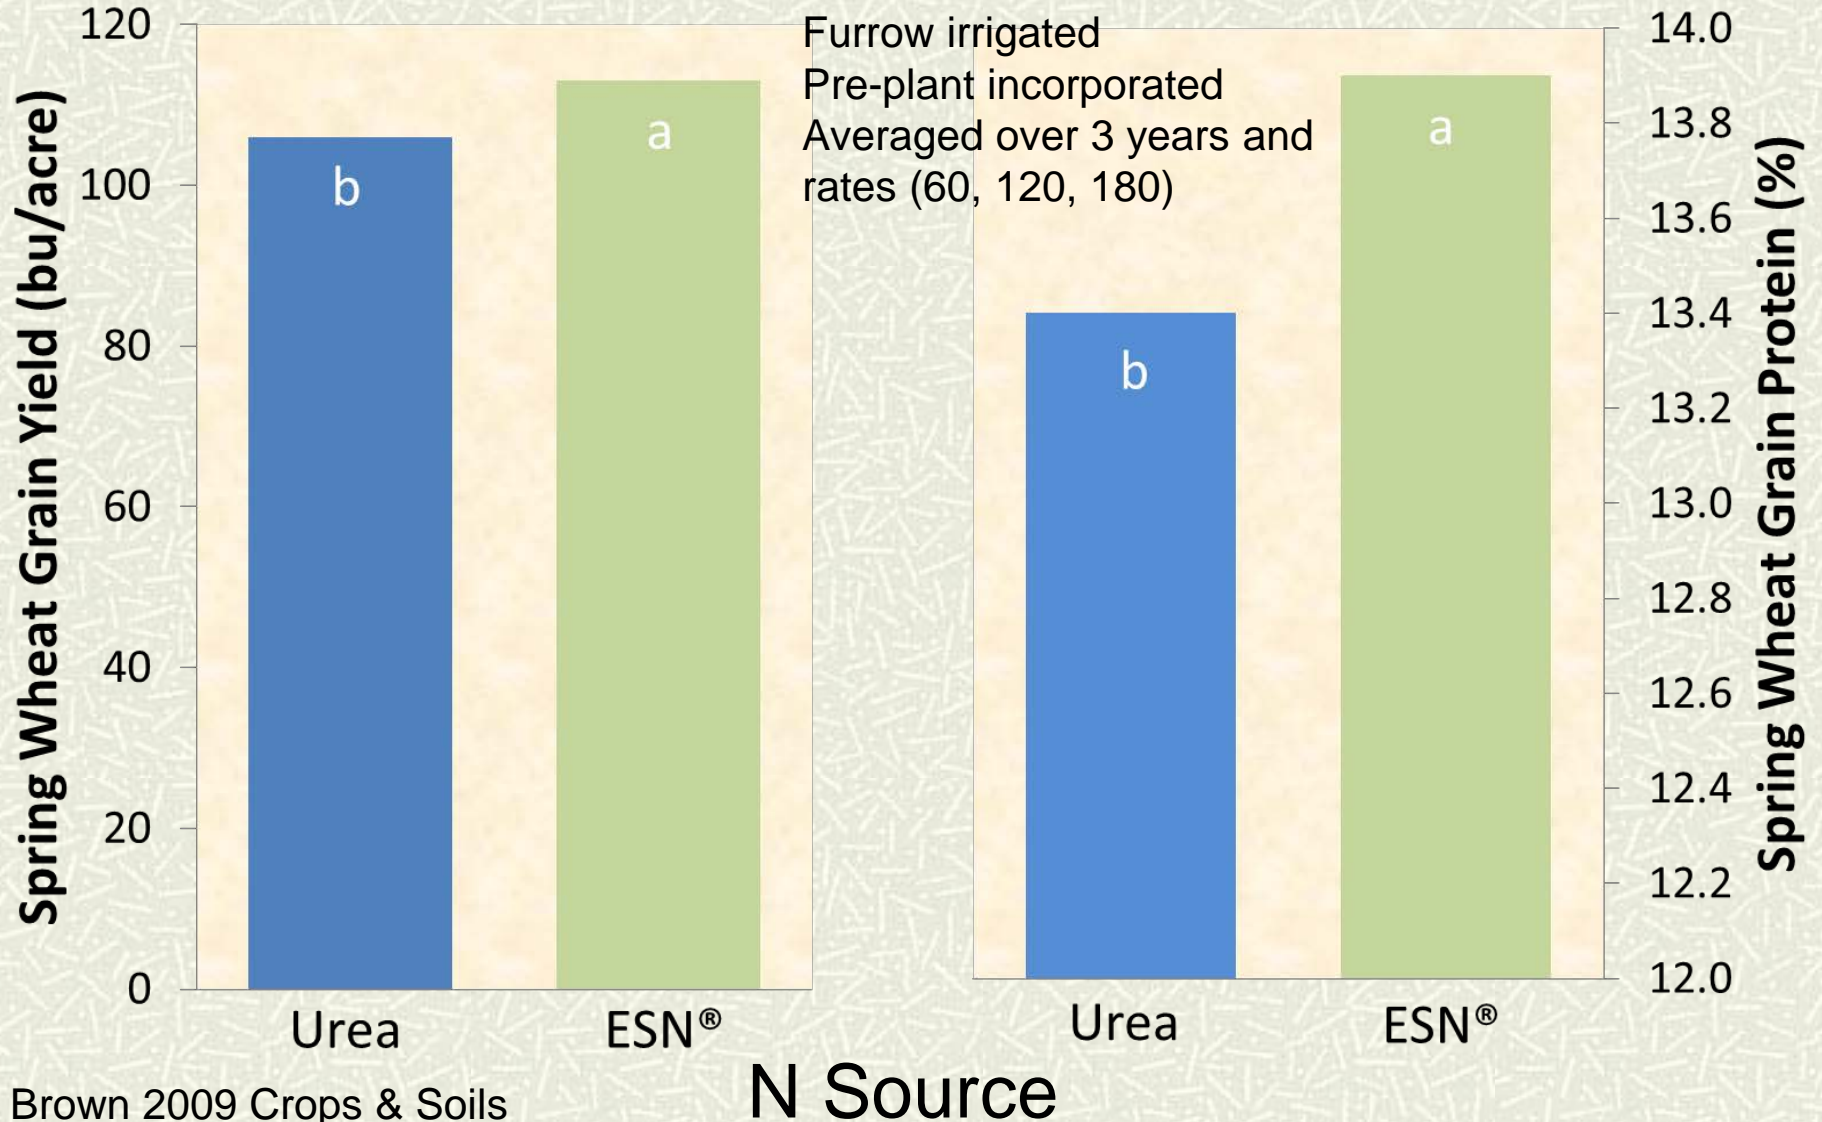 Spring Wheat Grain Yield (bu/acre)
120
100
80
60
40
20
0
b
a
Urea
ESN®
Furrow irrigated
Pre-plant incorporated
Averaged over 3 years and
rates (60, 120, 180)
b
a
Urea
ESN®
14.0
13.8
13.6
13.4
13.2
13.0
12.8
12.6
12.4
12.2
12.0
Spring Wheat Grain Protein (%)
N Source
Brown 2009 Crops & Soils